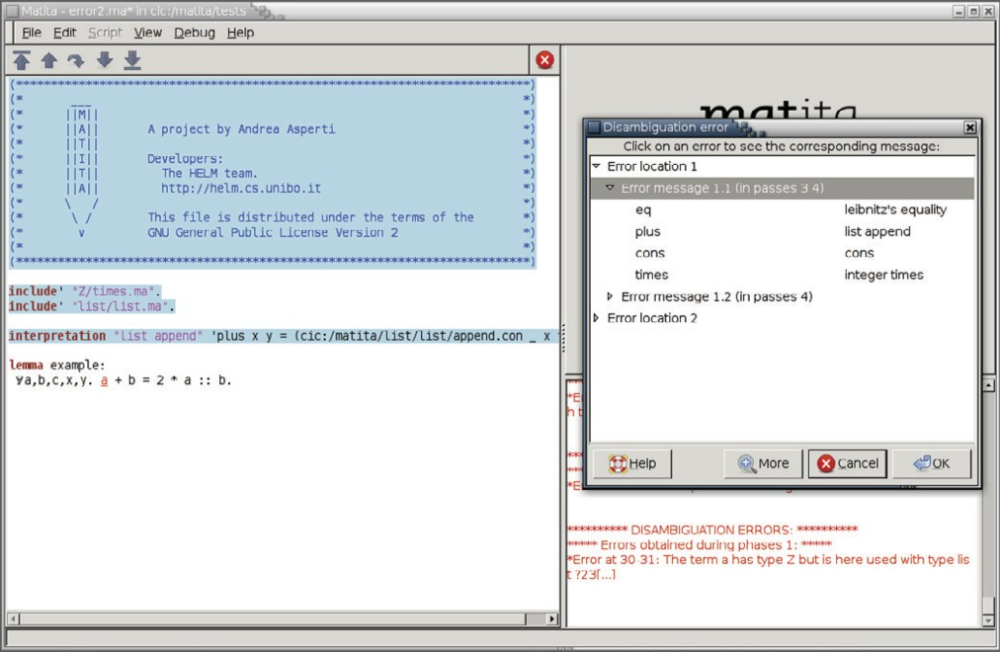 Matita - error2.ma* in cic:/matita/tests
File Edit Script View Debug Help
(**************************************************************************)
(*       ___                                                              *)
(*      ||M||                                                             *)
(*      ||A||       A project by Andrea Asperti                           *)
(*      ||T||                                                             *)
(*      ||I||       Developers:                                           *)
(*      ||T||         The HELM team.                                      *)
(*      ||A||         http://helm.cs.unibo.it                             *)
(*      \   /                                                             *)
(*       \ /        This file is distributed under the terms of the       *)
(*        v         GNU General Public License Version 2                  *)
(*                                                                        *)
(**************************************************************************)
include' "Z/times.ma".
include' "list/list.ma".
interpretation "list append" 'plus x y = (cic:/matita/list/list/append.con _ x
lemma example:
∀a,b,c,x,y. a + b = 2 * a :: b.
matita
Disambiguation error
Click on an error to see the corresponding message:
Error location 1
Error message 1.1 (in passes 3 4)
eq leibnitz's equality
plus list append
cons cons
times integer times
Error message 1.2 (in passes 4)
Error location 2
Help More Cancel OK
********** DISAMBIGUATION ERRORS: **********
***** Errors obtained during phases 1: *****
*Error at 30-31: The term a has type Z but is here used with type lis
t ?23[...]